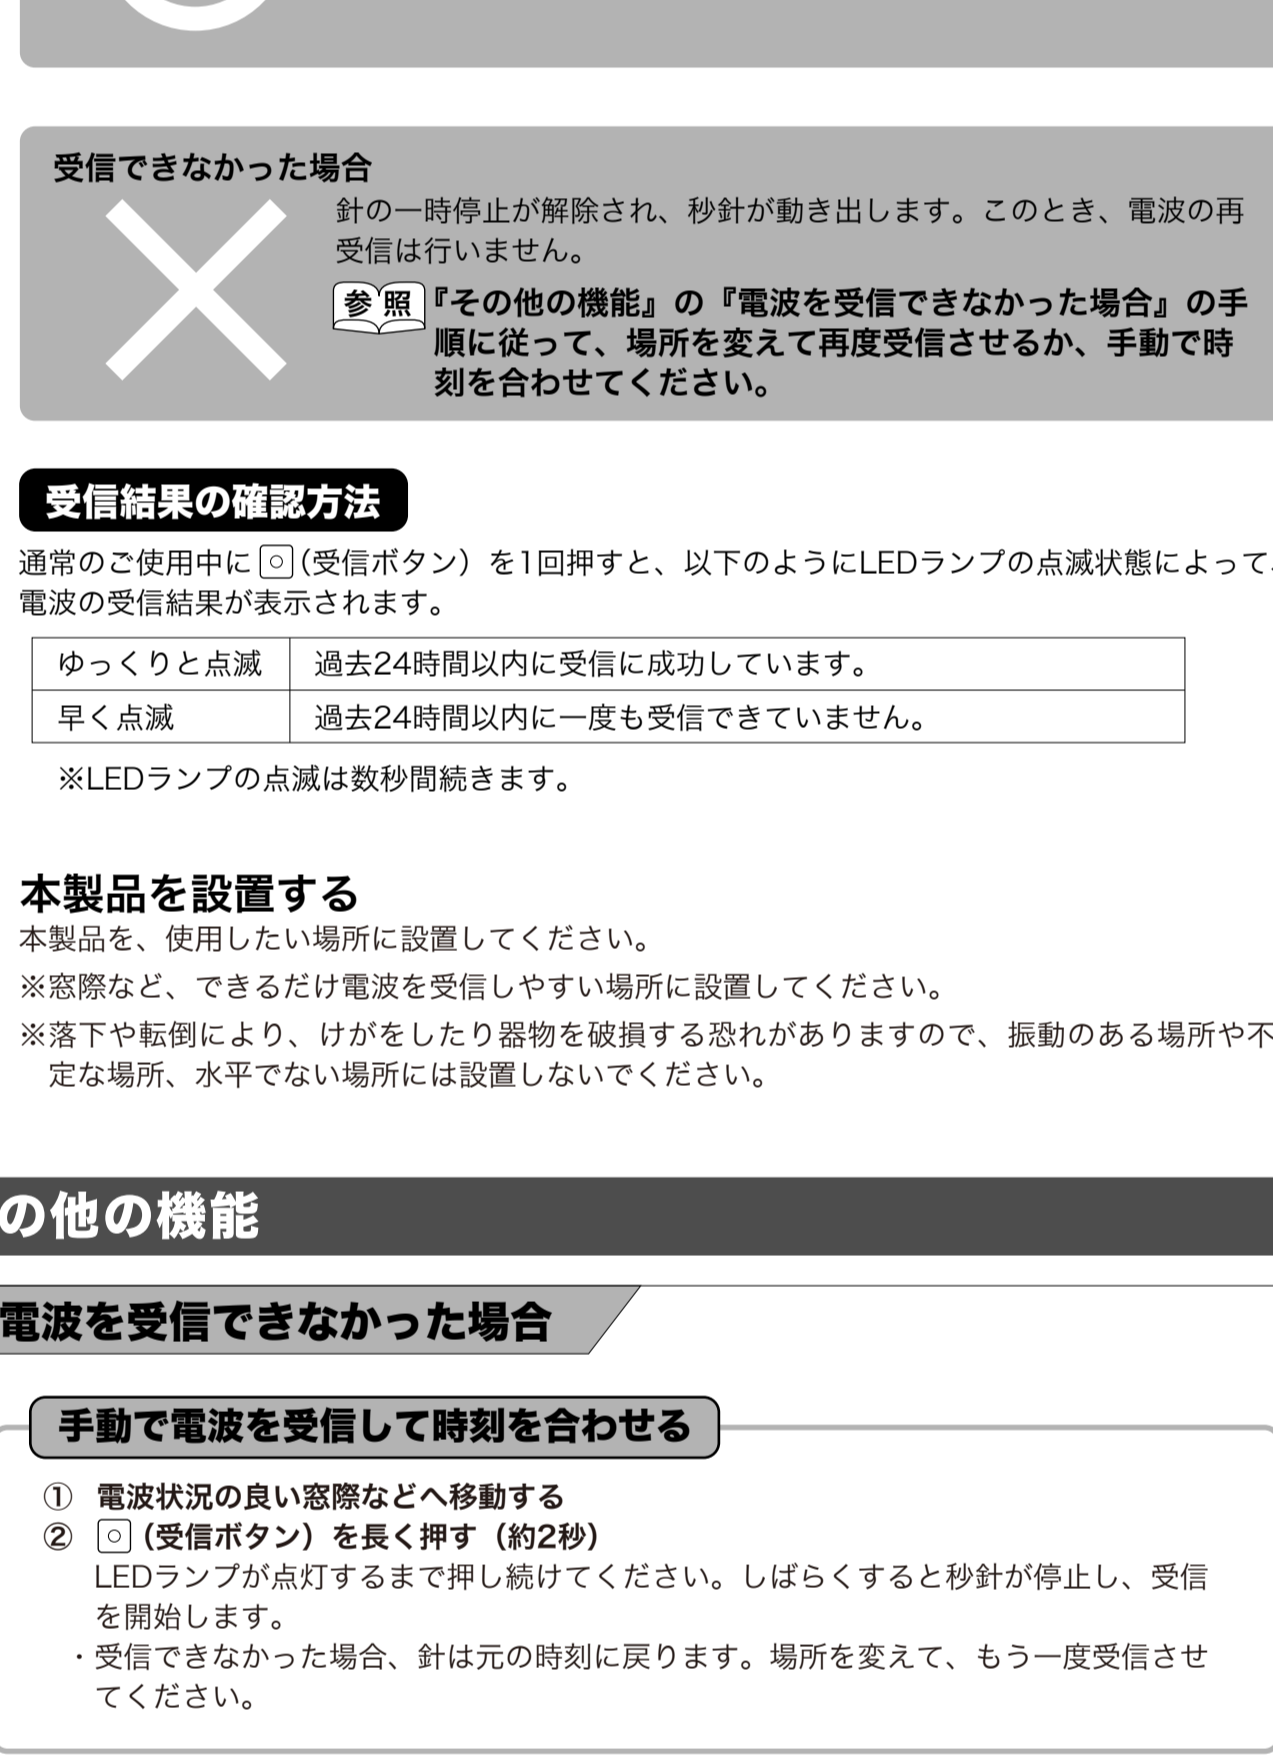 受信できなかった場合
針の一時停止が解除され、秒針が動き出します。このとき、電波の再
受信は行いません。
参照『その他の機能』の『電波を受信できなかった場合』の手
順に従って、場所を変えて再度受信させるか、手動で時
刻を合わせてください。
受信結果の確認方法
通常のご使用中に(受信ボタン）を1回押すと、以下のようにLEDランプの点滅状態によって、
電波の受信結果が表示されます。
ゆっくりと点滅 過去24時間以内に受信に成功しています。
早く点滅 過去24時間以内に一度も受信できていません。
※LEDランプの点滅は数秒間続きます。
本製品を設置する
本製品を、使用したい場所に設置してください。
※窓際など、できるだけ電波を受信しやすい場所に設置してください。
※落下や転倒により、けがをしたり器物を破損する恐れがありますので、振動のある場所や不
定な場所、水平でない場所には設置しないでください。
の他の機能
電波を受信できなかった場合
手動で電波を受信して時刻を合わせる
① 電波状況の良い窓際などへ移動する
② （受信ボタン）を長く押す（約2秒）
LEDランプが点灯するまで押し続けてください。しばらくすると秒針が停止し、受信
を開始します。
・受信できなかった場合、針は元の時刻に戻ります。場所を変えて、もう一度受信させ
てください。